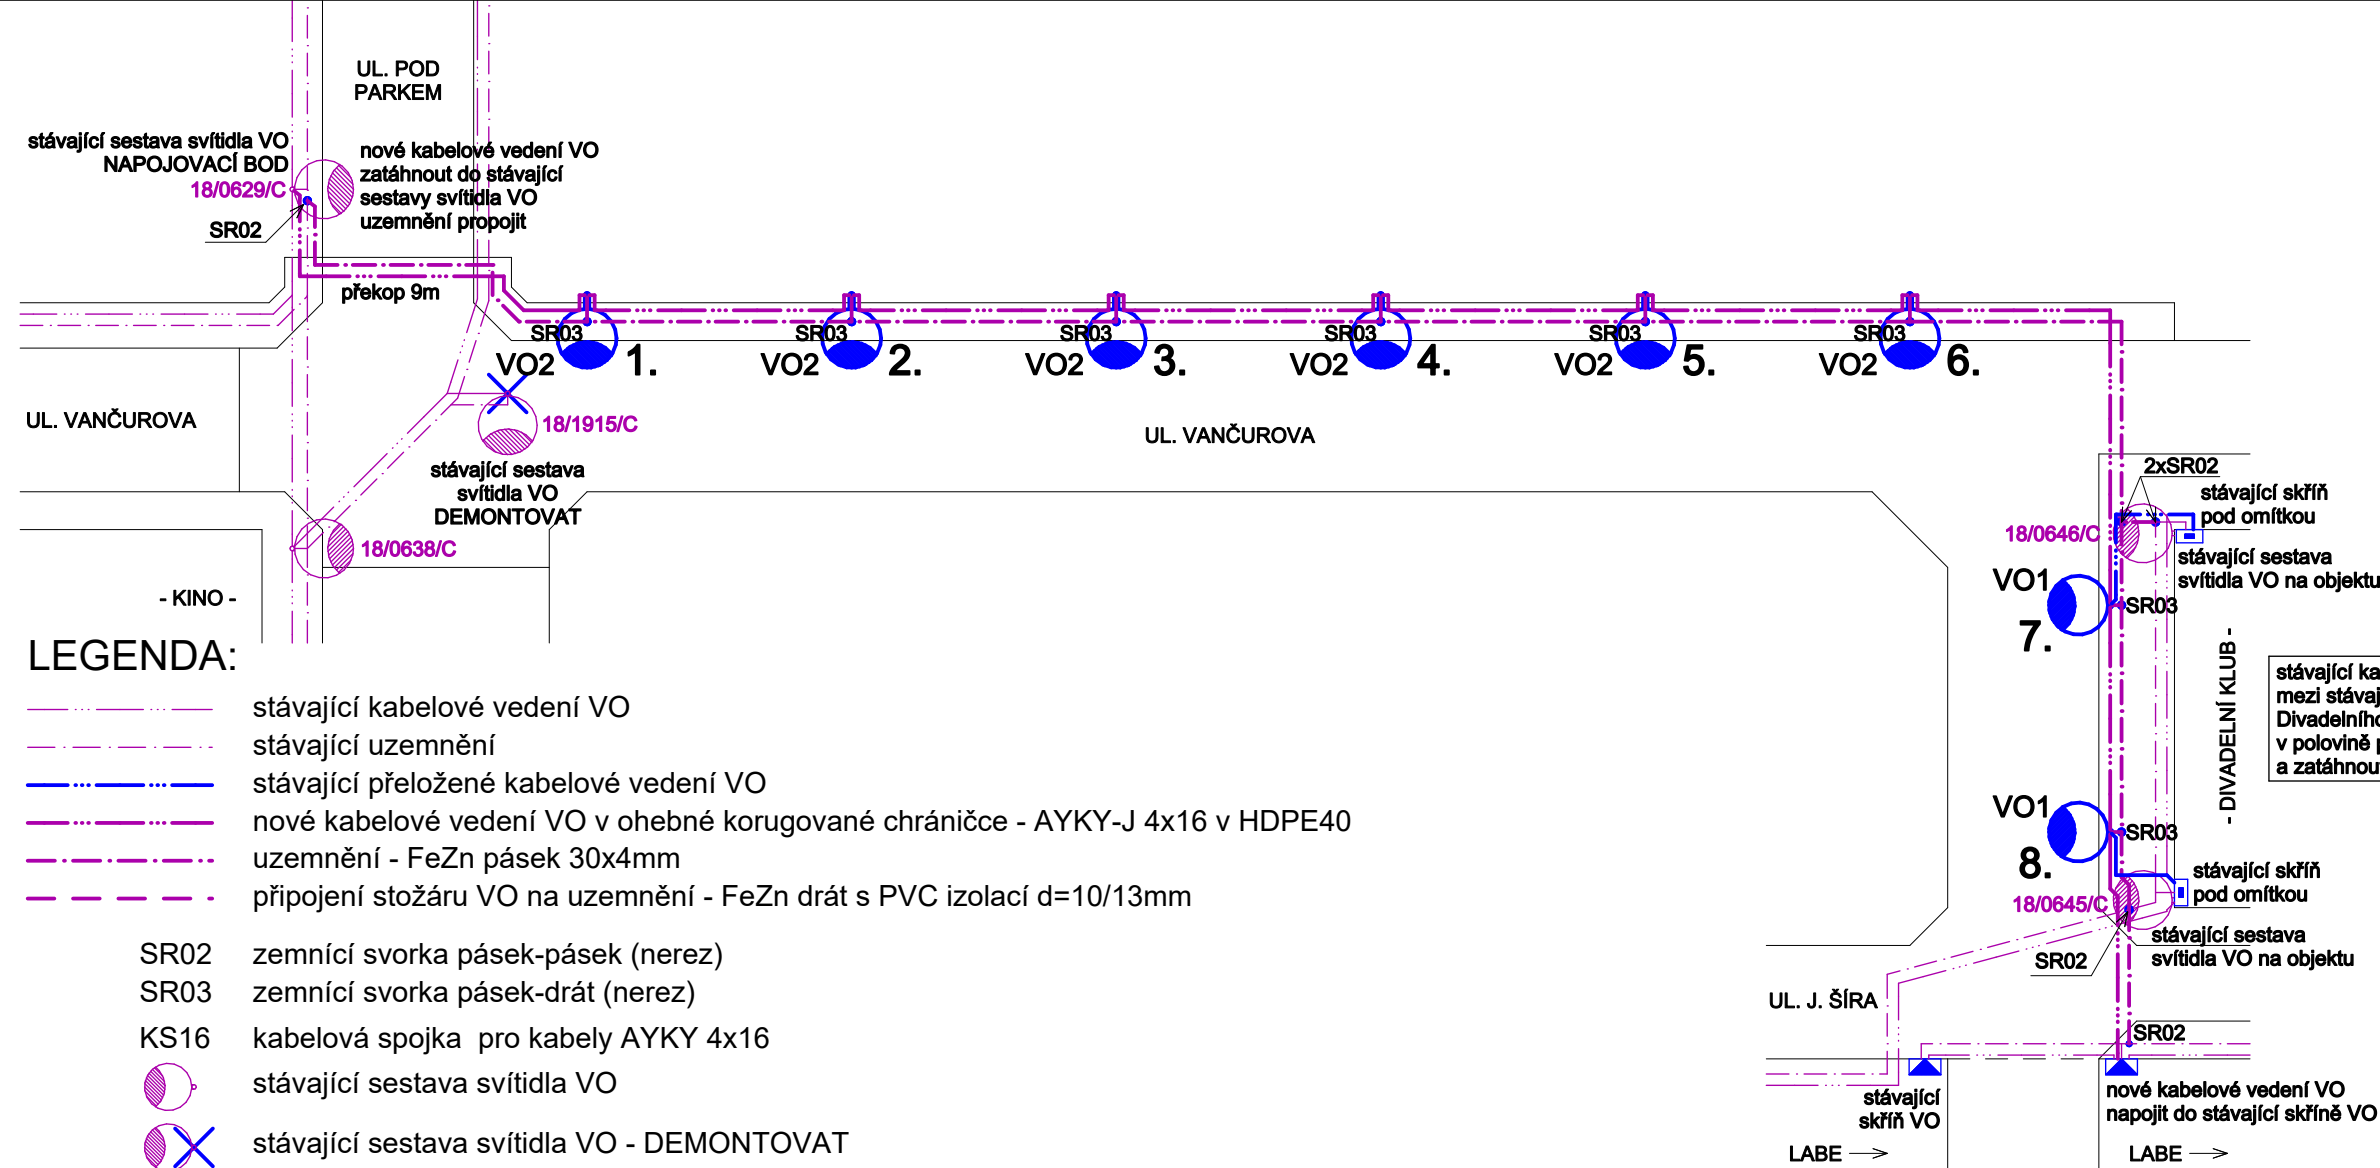 UL. POD
PARKEM
stávající sestava svítidla VO
NAPOJOVACÍ BOD
18/0629/C
SR02
nové kabelové vedení VO
zatáhnout do stávající
sestavy svítidla VO
uzemnění propojit
překop 9m
SR03
VO2
1.
SR03
VO2
2.
SR03
VO2
3.
SR03
VO2
4.
SR03
VO2
5.
SR03
VO2
6.
UL. VANČUROVA
18/1915/C
UL. VANČUROVA
stávající sestava
svítidla VO
DEMONTOVAT
18/0638/C
- KINO -
2xSR02
stávající skříň
pod omítkou
18/0646/C
stávající sestava
svítidla VO na objektu
VO1
7.
SR03
- DIVADELNÍ KLUB -
stávající
mezi
Divadelního
v polovině
a
VO1
8.
SR03
stávající skříň
pod omítkou
18/0645/C
stávající sestava
svítidla VO na objektu
SR02
UL. J. ŠÍRA
SR02
stávající
skříň VO
nové kabelové vedení VO
napojit do stávající skříně VO
LABE
LABE
LEGENDA:
stávající kabelové vedení VO
stávající uzemnění
stávající přeložené kabelové vedení VO
nové kabelové vedení VO v ohebné korugované chráničce - AYKY-J 4x16 v HDPE40
uzemnění - FeZn pásek 30x4mm
připojení stožáru VO na uzemnění - FeZn drát s PVC izolací d=10/13mm
SR02 zemnící svorka pásek-pásek (nerez)
SR03 zemnící svorka pásek-drát (nerez)
KS16 kabelová spojka pro kabely AYKY 4x16
stávající sestava svítidla VO
stávající sestava svítidla VO - DEMONTOVAT